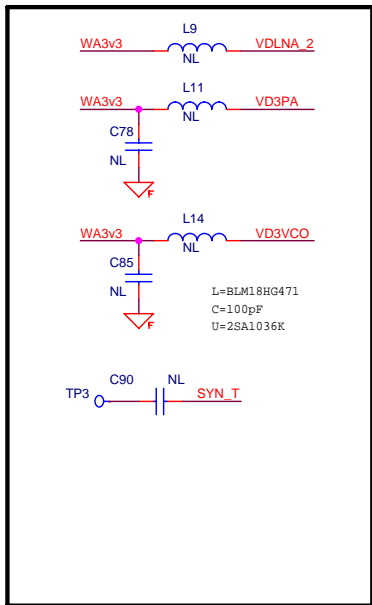 L9
WA3v3 VDLNA_2
NL
L11
WA3v3 VD3PA
NL
C78
NL
F
L14
WA3v3 VD3VCO
NL
C85
NL
F
L=BLM18HG471
C=100pF
U=2SA1036K
C90 NL
TP3 SYN_T